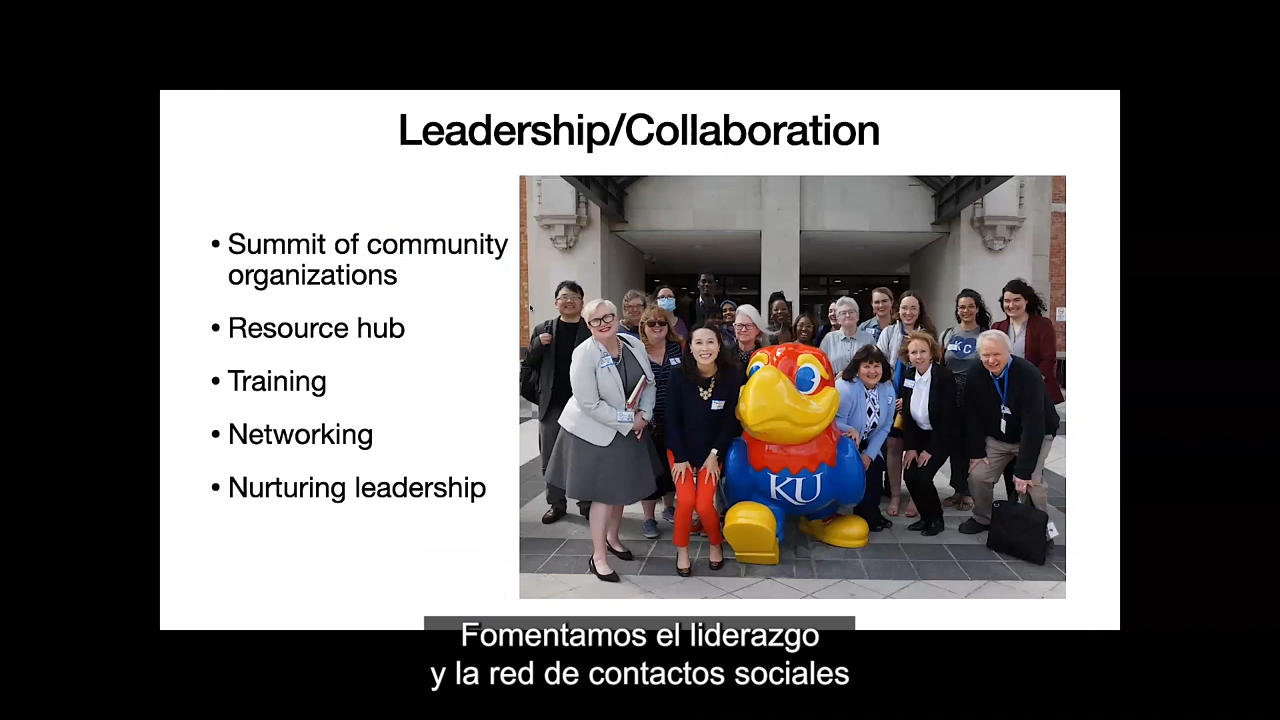 Leadership/Collaboration
• Summit of community
organizations
• Resource hub
• Training
• Networking
• Nurturing leadership
KC
KU
Fomentamos el liderazgo
y la red de contactos sociales